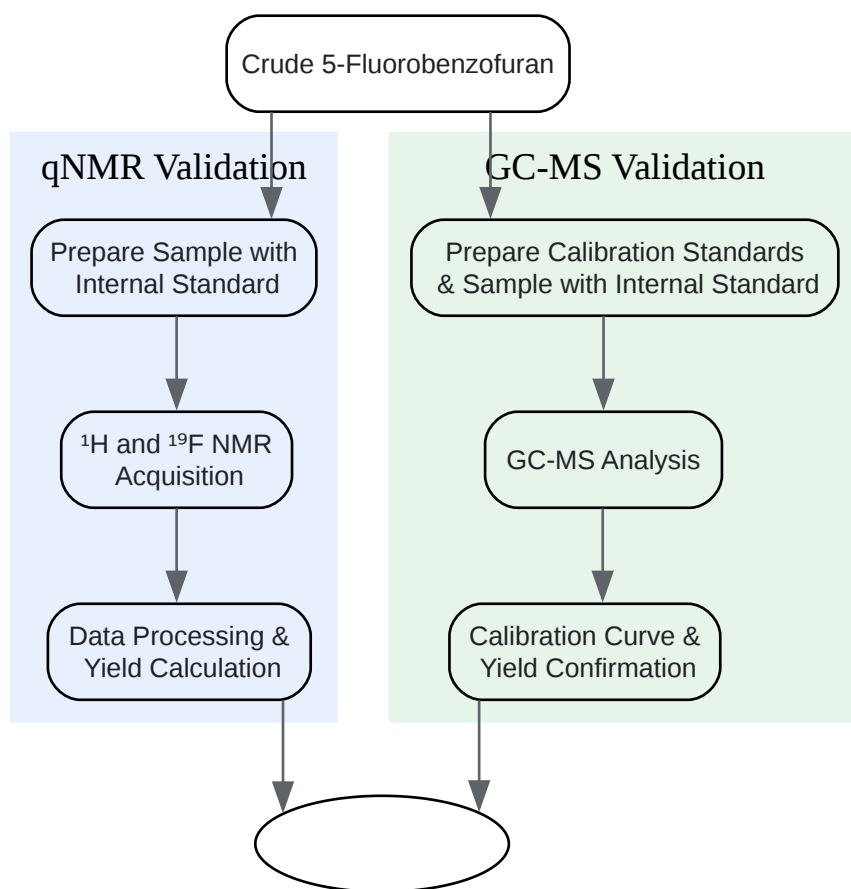 Crude 5-Fluorobenzofuran
qNMR Validation
Prepare Sample with
Internal Standard
¹H and ¹⁹F NMR
Acquisition
Data Processing &
Yield Calculation
GC-MS Validation
Prepare Calibration Standards
& Sample with Internal Standard
GC-MS Analysis
Calibration Curve &
Yield Confirmation